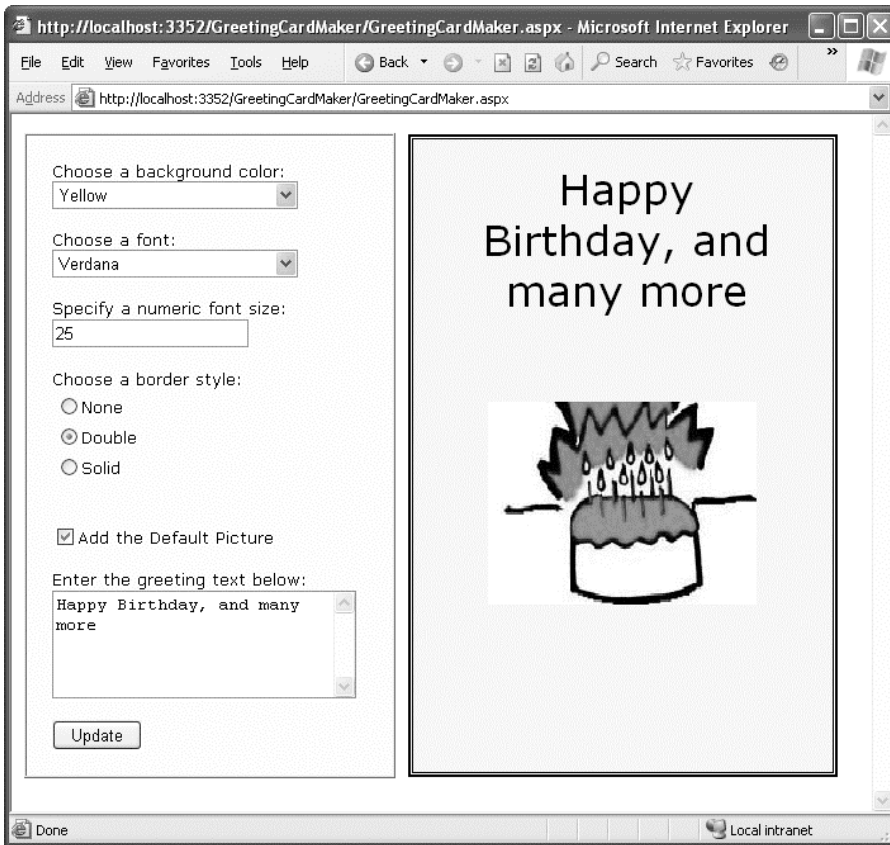 http://localhost:3352/GreetingCardMaker/GreetingCardMaker.aspx - Microsoft Internet Explorer
File Edit View Favorites Tools Help Back Search Favorites »
Address http://localhost:3352/GreetingCardMaker/GreetingCardMaker.aspx
Choose a background color:
Yellow
Choose a font:
Verdana
Specify a numeric font size:
25
Choose a border style:
None
Double
Solid
Add the Default Picture
Enter the greeting text below:
Happy Birthday, and many
more
Update
Happy
Birthday, and
many more
Done
Local intranet